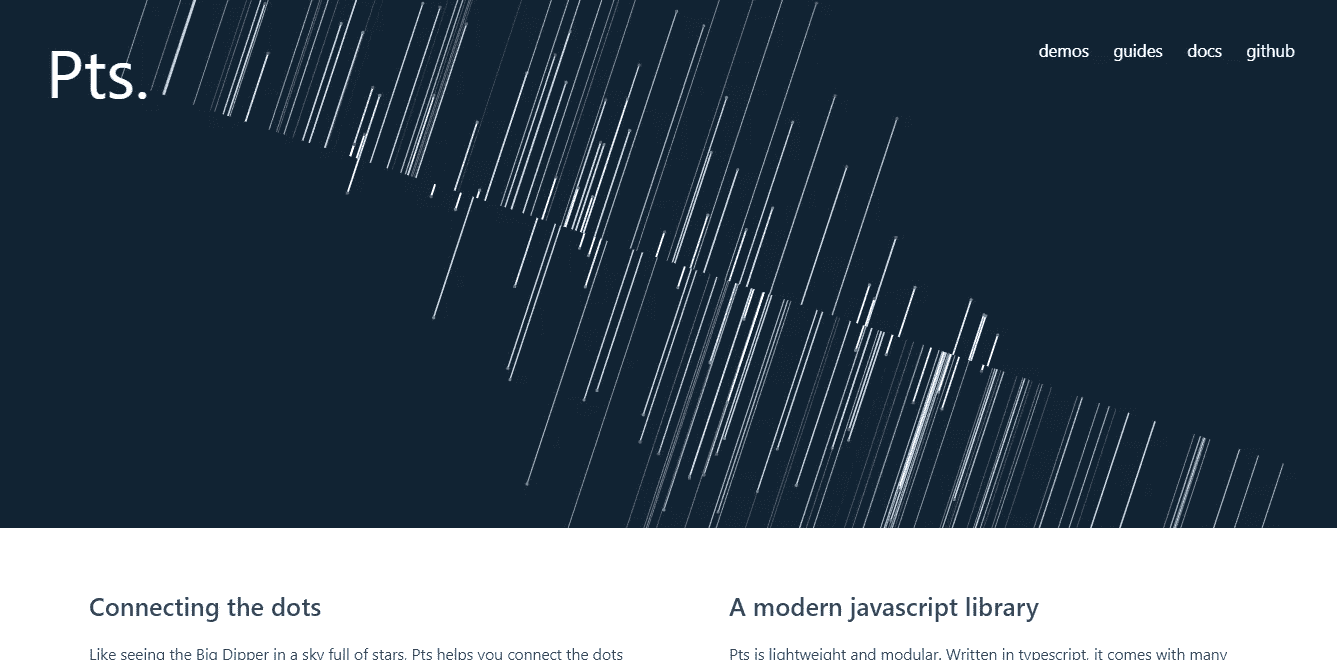 Pts.
demos guides docs github
Connecting the dots
A modern javascript library
Like seeing the Big Dipper in a sky full of stars, Pts helps you connect the dots
Pts is lightweight and modular. Written in typescript, it comes with many